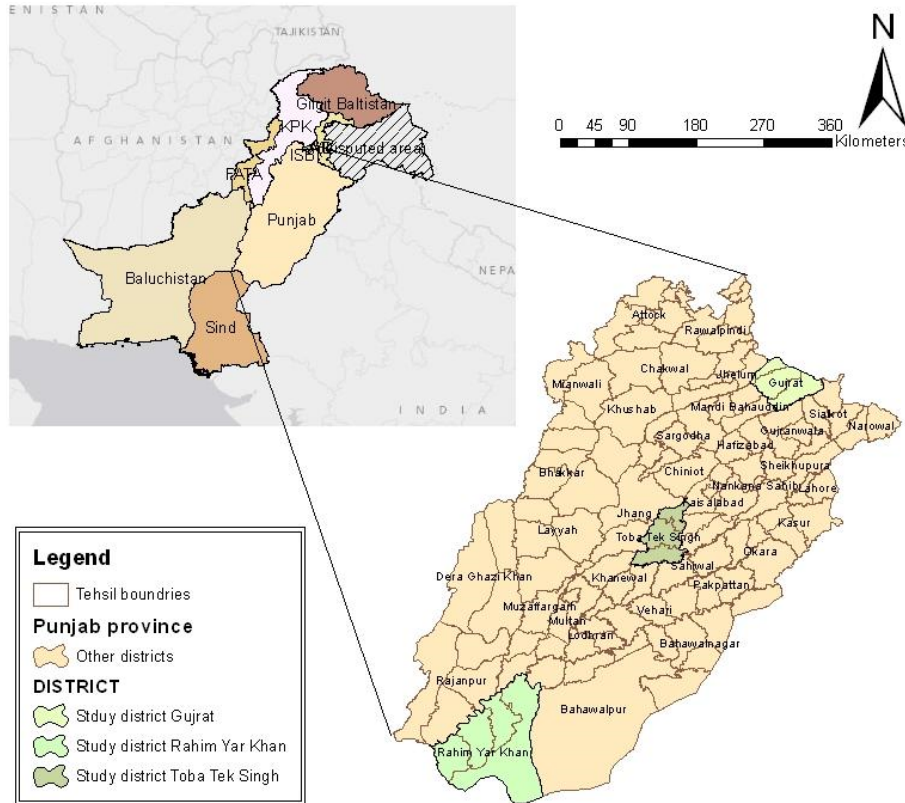 ENISTAN
TAJIKISTAN
Gilgit Baltistan
KPK
AFGHANISTAN
ISB
FATA
Punjab
NEPA
Baluchistan
Sind
INDIA
N
0 45 90 180 270 360
Kilometers
Attock
Rawalpindi
Chakwal
Jhelum
Gujrat
Mianwali
Khushab
Mandi Bahauddin
Sialkot
Narowal
Gujranwala
Sargodha
Hafizabad
Sheikhupura
Bhakkar
Chiniot
Nankana Sahib
Lahore
Faisalabad
Jhang
Kasur
Layyah
Toba Tek Singh
Okara
Sahiwal
Dera Ghazi Khan
Khanewal
Pakpattan
Muzaffargarh
Vehari
Multan
Lodhran
Bahawalnagar
Rajanpur
Bahawalpur
Rahim Yar Khan
Legend
Tehsil boundries
Punjab province
Other districts
DISTRICT
Stduy district Gujrat
Study district Rahim Yar Khan
Study district Toba Tek Singh